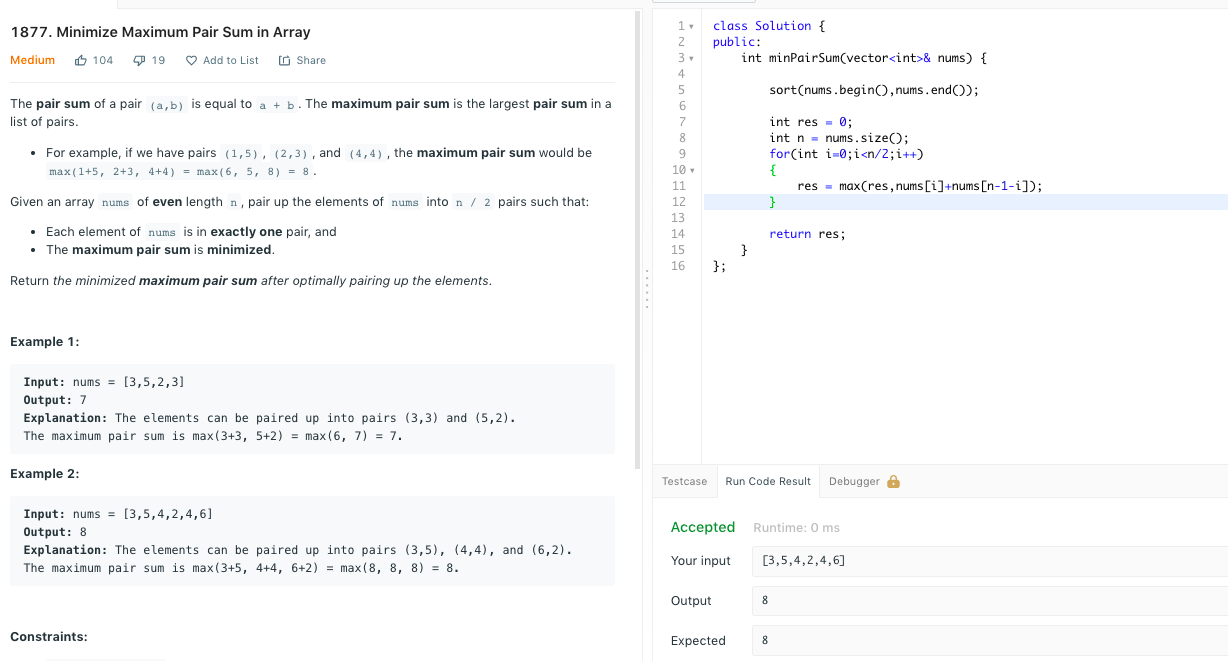 1877. Minimize Maximum Pair Sum in Array
Medium 104 19 Add to List Share
The pair sum of a pair (a,b) is equal to a + b. The maximum pair sum is the largest pair sum in a
list of pairs.
• For example, if we have pairs (1,5), (2,3), and (4,4), the maximum pair sum would be
max(1+5, 2+3, 4+4) = max(6, 5, 8) = 8.
Given an array nums of even length n, pair up the elements of nums into n / 2 pairs such that:
• Each element of nums is in exactly one pair, and
• The maximum pair sum is minimized.
Return the minimized maximum pair sum after optimally pairing up the elements.
Example 1:
Input: nums = [3,5,2,3]
Output: 7
Explanation: The elements can be paired up into pairs (3,3) and (5,2).
The maximum pair sum is max(3+3, 5+2) = max(6, 7) = 7.
Example 2:
Input: nums = [3,5,4,2,4,6]
Output: 8
Explanation: The elements can be paired up into pairs (3,5), (4,4), and (6,2).
The maximum pair sum is max(3+5, 4+4, 6+2) = max(8, 8, 8) = 8.
Constraints:
1 class Solution {
2 public:
3 int minPairSum(vector<int>& nums) {
4
5 sort(nums.begin(),nums.end());
6
7 int res = 0;
8 int n = nums.size();
9 for(int i=0;i<n/2;i++)
10 {
11 res = max(res,nums[i]+nums[n-1-i]);
12 }
13
14 return res;
15 }
16 };
Testcase Run Code Result Debugger
Accepted Runtime: 0 ms
Your input [3,5,4,2,4,6]
Output 8
Expected 8